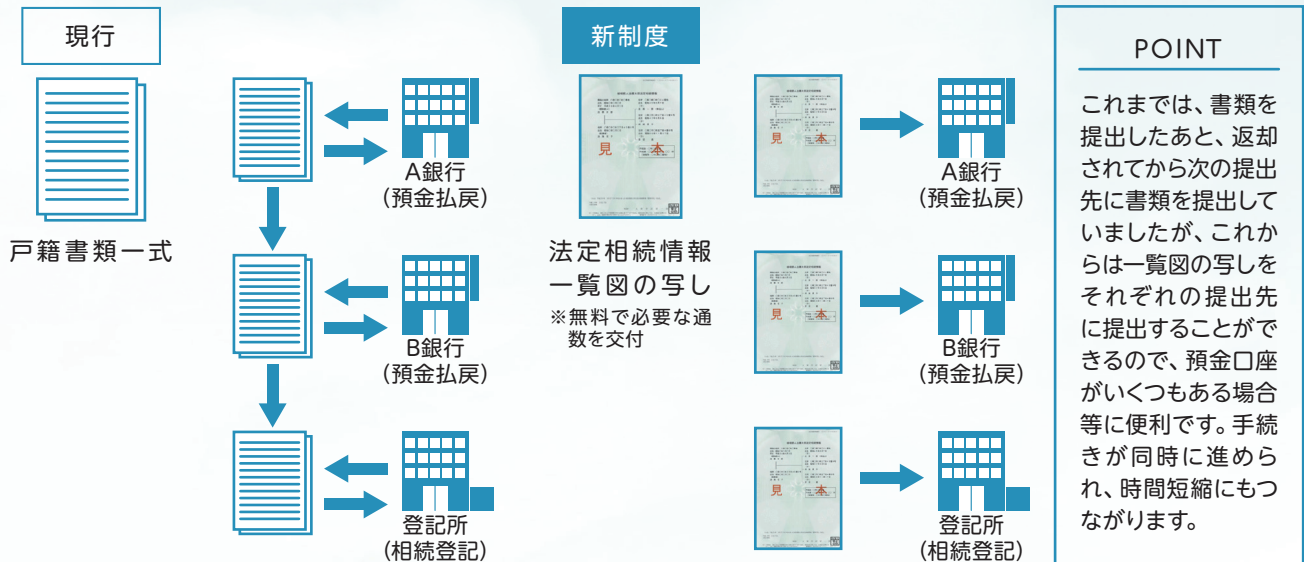 現行
戸籍書類一式
A銀行
(預金払戻)
B銀行
(預金払戻)
登記所
(相続登記)
新制度
見本
法定相続情報
一覧図の写し
※無料で必要な通
数を交付
見本
A銀行
(預金払戻)
見本
B銀行
(預金払戻)
見本
登記所
(相続登記)
POINT
これまでは、書類を
提出したあと、返却
されてから次の提出
先に書類を提出して
いましたが、これか
らは一覧図の写しを
それぞれの提出先
に提出することがで
きるので、預金口座
がいくつもある場合
等に便利です。手続
きが同時に進めら
れ、時間短縮にもつ
ながります。